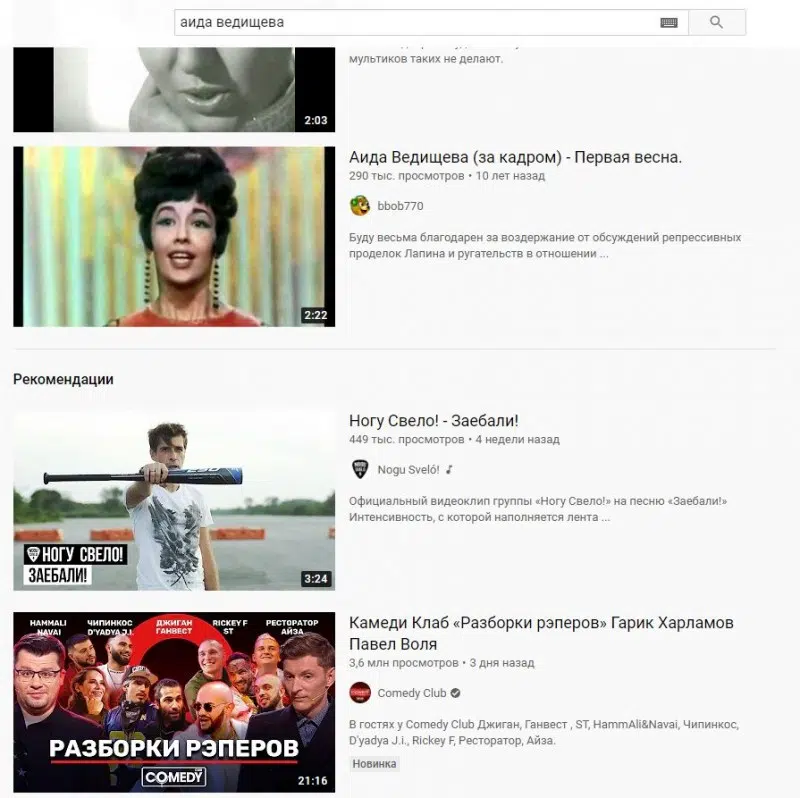 аида ведищева
мультиков таких не делают.
2:03
Аида Ведищева (за кадром) - Первая весна.
290 тыс. просмотров • 10 лет назад
bbob770
Буду весьма благодарен за воздержание от обсуждений репрессивных
проделок Лапина и ругательств в отношении ...
2:22
Рекомендации
Ногу Свело! - Заебали!
449 тыс. просмотров • 4 недели назад
Nogu Svelo!
Официальный видеоклип группы «Ногу Свело!» на песню «Заебали!»
Интенсивность, с которой наполняется лента ...
НОГУ СВЕЛО!
ЗАЕБАЛИ!
3:24
HAMMALI NAVAI
ЧИПИНКОС D'YADYA J.I.
ДЖИГАН ГАНВЕСТ
RICKEY F ST
РЕСТОРАТОР АЙЗА
РАЗБОРКИ РЭПЕРОВ
COMEDY
21:16
Камеди Клаб «Разборки рэперов» Гарик Харламов
Павел Воля
3,6 млн просмотров • 3 дня назад
Comedy Club
В гостях у Comedy Club Джиган, Ганвест , ST, HammAli&Navai, Чипинкос,
D'yadya J.i., Rickey F, Ресторатор, Айза.
Новинка